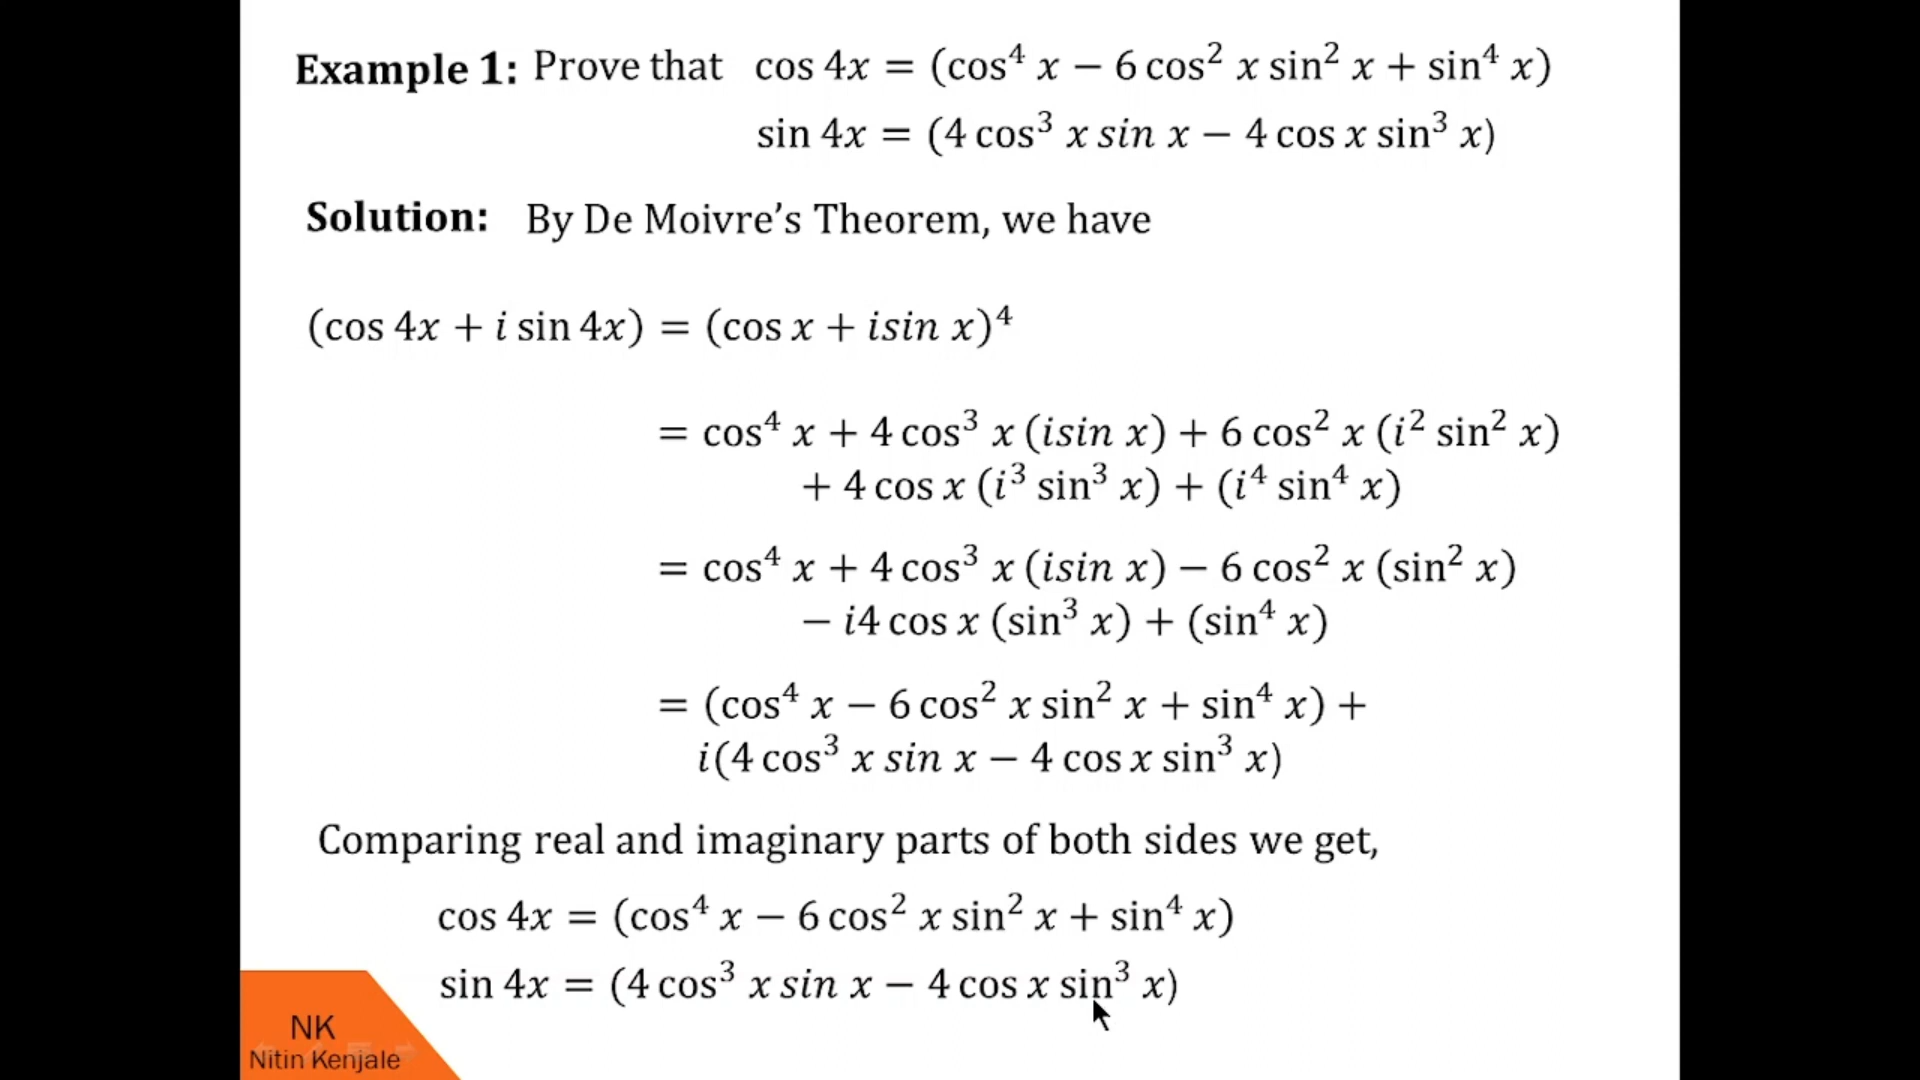 Example 1: Prove that cos 4x = (cos⁴ x − 6 cos² x sin² x + sin⁴ x)
sin 4x = (4 cos³ x sin x − 4 cos x sin³ x)
Solution: By De Moivre’s Theorem, we have
(cos 4x + i sin 4x) = (cos x + isin x)⁴
= cos⁴ x + 4 cos³ x (isin x) + 6 cos² x (i² sin² x)
+ 4 cos x (i³ sin³ x) + (i⁴ sin⁴ x)
= cos⁴ x + 4 cos³ x (isin x) − 6 cos² x (sin² x)
− i4 cos x (sin³ x) + (sin⁴ x)
= (cos⁴ x − 6 cos² x sin² x + sin⁴ x) +
i(4 cos³ x sin x − 4 cos x sin³ x)
Comparing real and imaginary parts of both sides we get,
cos 4x = (cos⁴ x − 6 cos² x sin² x + sin⁴ x)
sin 4x = (4 cos³ x sin x − 4 cos x sin³ x)
NK
Nitin Kenjale